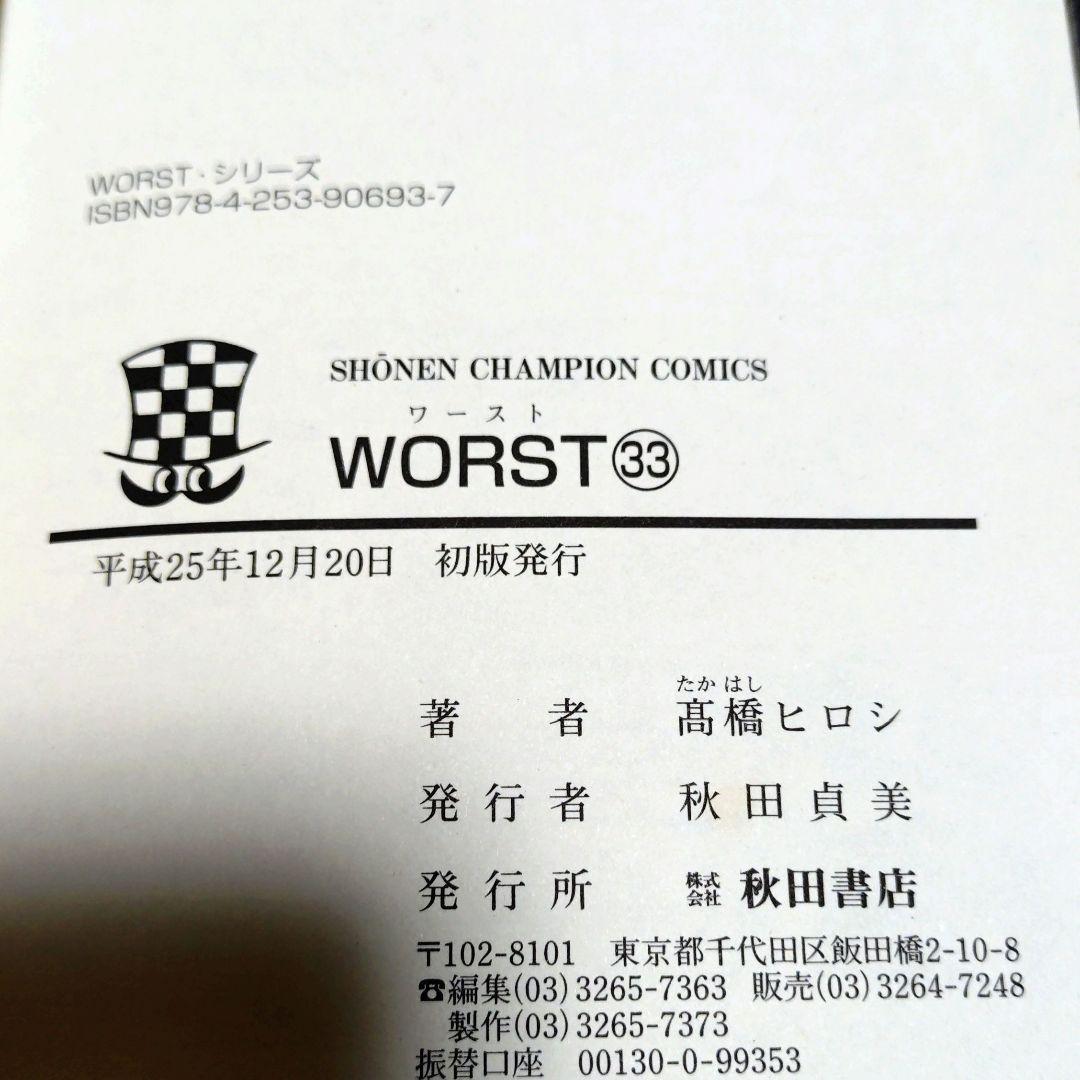 WORST・シリーズ
ISBN978-4-253-90693-7
SHŌNEN CHAMPION COMICS
ワースト
WORST㉝
平成25年12月20日 初版発行
たか はし
著者 髙橋ヒロシ
発行者 秋田貞美
発行所 株式会社 秋田書店
〒102-8101 東京都千代田区飯田橋2-10-8
☎編集(03)3265-7363 販売(03)3264-7248
製作(03)3265-7373
振替口座 00130-0-99353